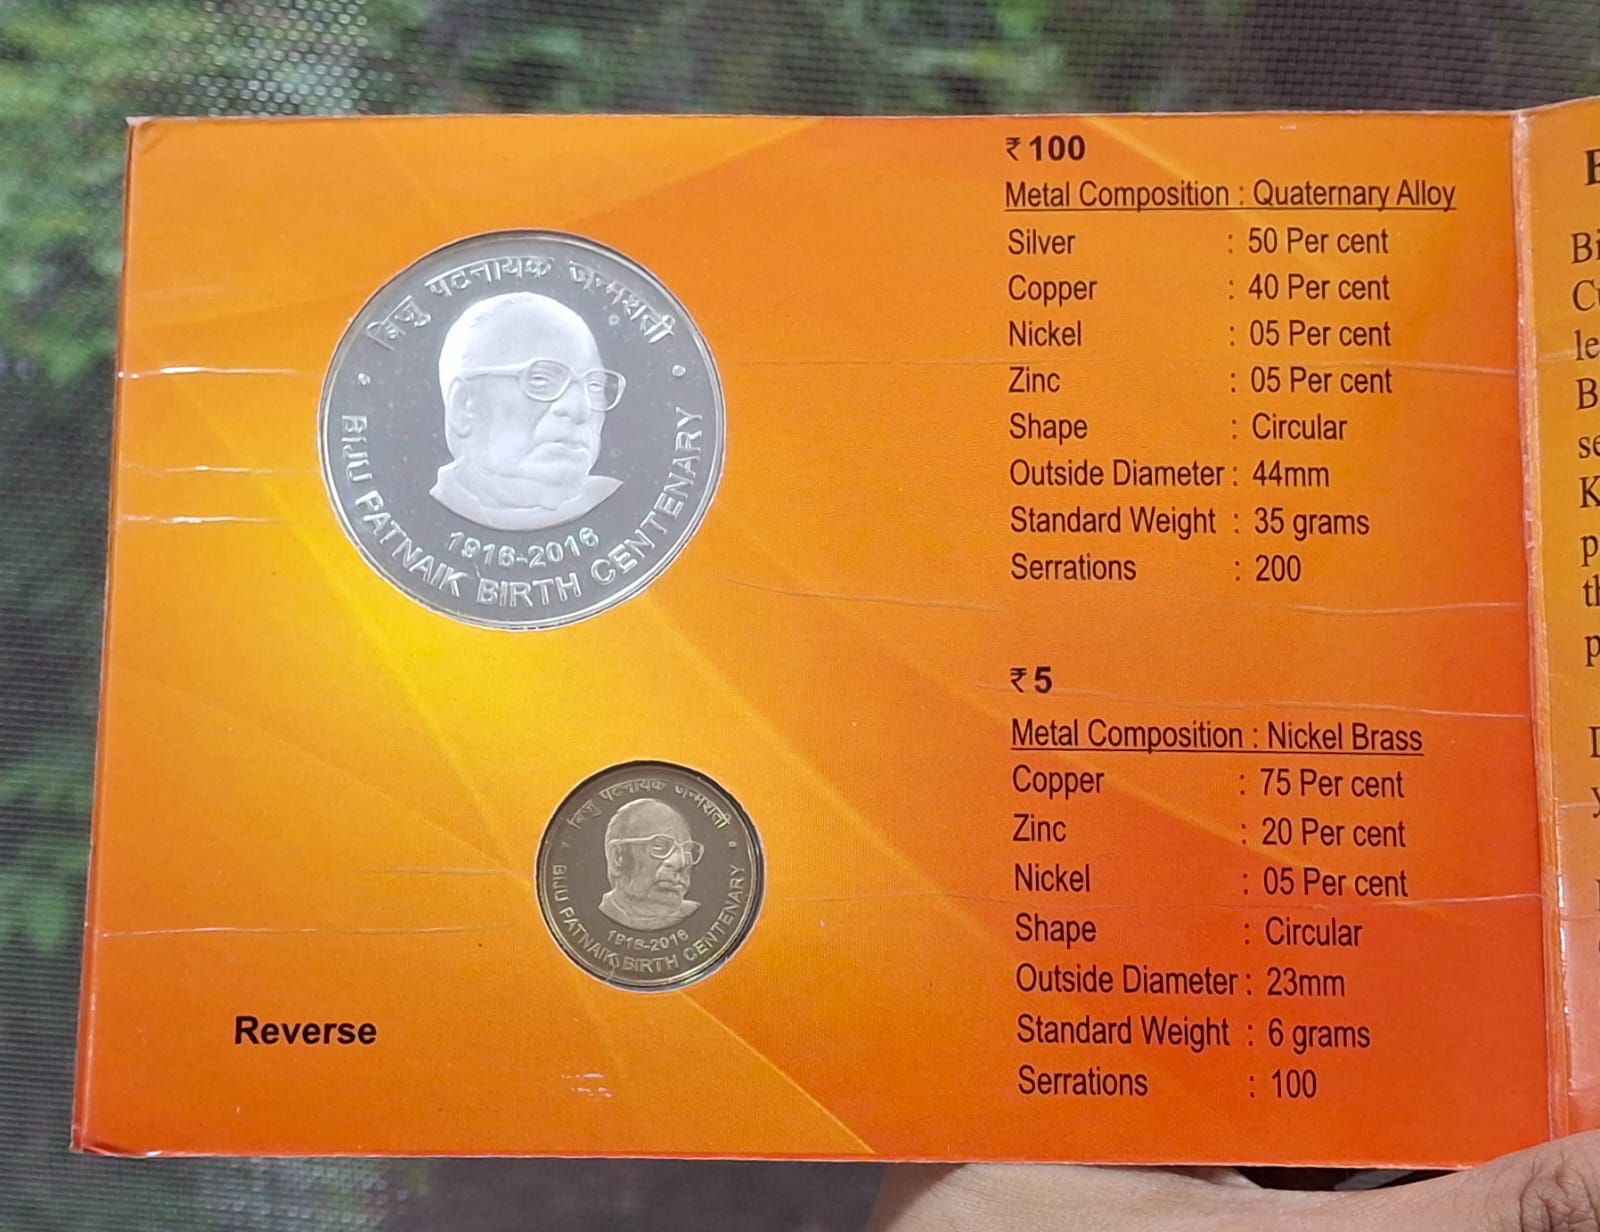 बिजु पटनायक जन्मशती
BIJU PATNAIK BIRTH CENTENARY
1916-2016
बिजु पटनायक जन्मशती
BIJU PATNAIK BIRTH CENTENARY
1916-2016
Reverse
₹ 100
Metal Composition : Quaternary Alloy
Silver : 50 Per cent
Copper : 40 Per cent
Nickel : 05 Per cent
Zinc : 05 Per cent
Shape : Circular
Outside Diameter : 44mm
Standard Weight : 35 grams
Serrations : 200
₹ 5
Metal Composition : Nickel Brass
Copper : 75 Per cent
Zinc : 20 Per cent
Nickel : 05 Per cent
Shape : Circular
Outside Diameter : 23mm
Standard Weight : 6 grams
Serrations : 100